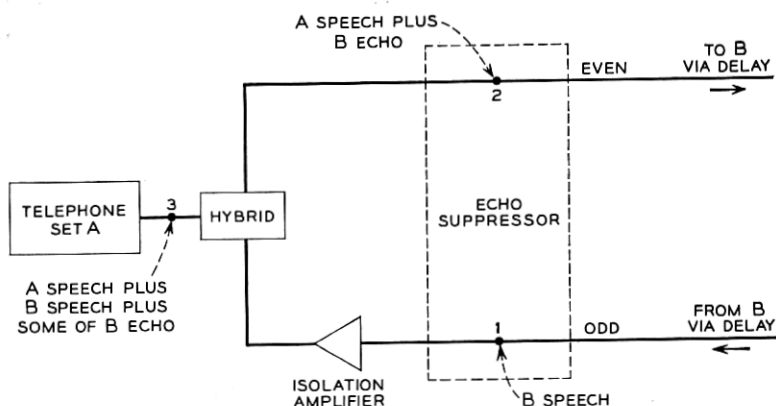 A SPEECH PLUS
B ECHO
TO B
VIA DELAY
EVEN
2
TELEPHONE
SET A
3
HYBRID
ECHO
SUPPRESSOR
A SPEECH PLUS
B SPEECH PLUS
SOME OF B ECHO
1
ODD
FROM B
VIA DELAY
ISOLATION
AMPLIFIER
B SPEECH